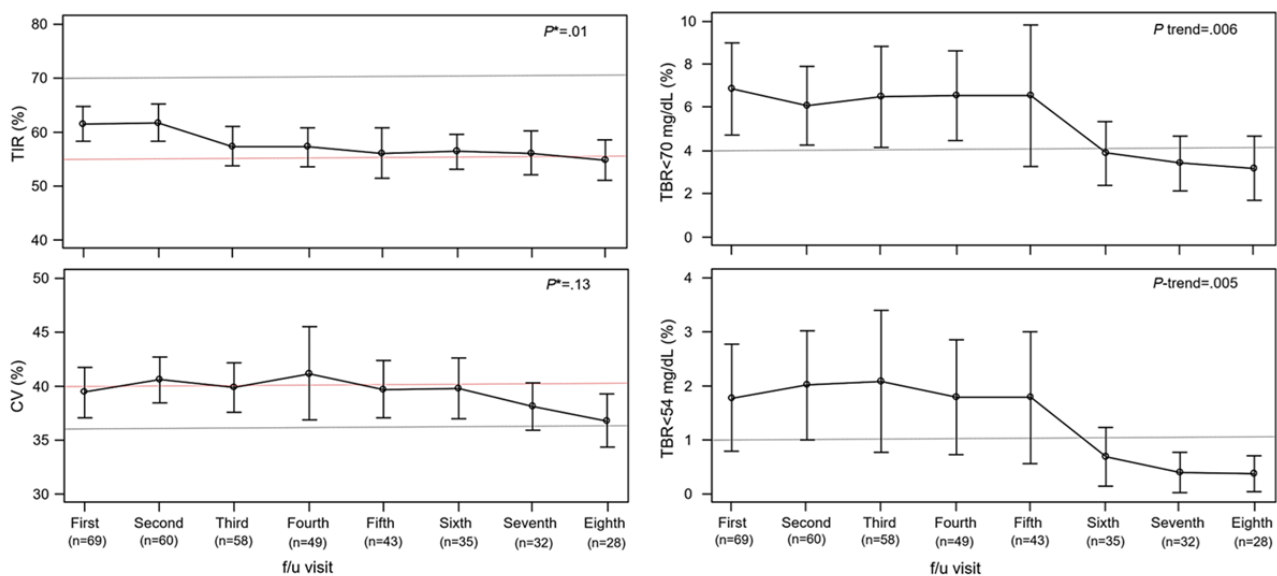 TIR (%)
80
70
60
50
40
P*=.01
TBR<70 mg/dL (%)
10
8
6
4
2
0
P trend=.006
CV (%)
50
45
40
35
30
P*=.13
First Second Third Fourth Fifth Sixth Seventh Eighth
(n=69) (n=60) (n=58) (n=49) (n=43) (n=35) (n=32) (n=28)
f/u visit
TBR<54 mg/dL (%)
4
3
2
1
0
P-trend=.005
First Second Third Fourth Fifth Sixth Seventh Eighth
(n=69) (n=60) (n=58) (n=49) (n=43) (n=35) (n=32) (n=28)
f/u visit